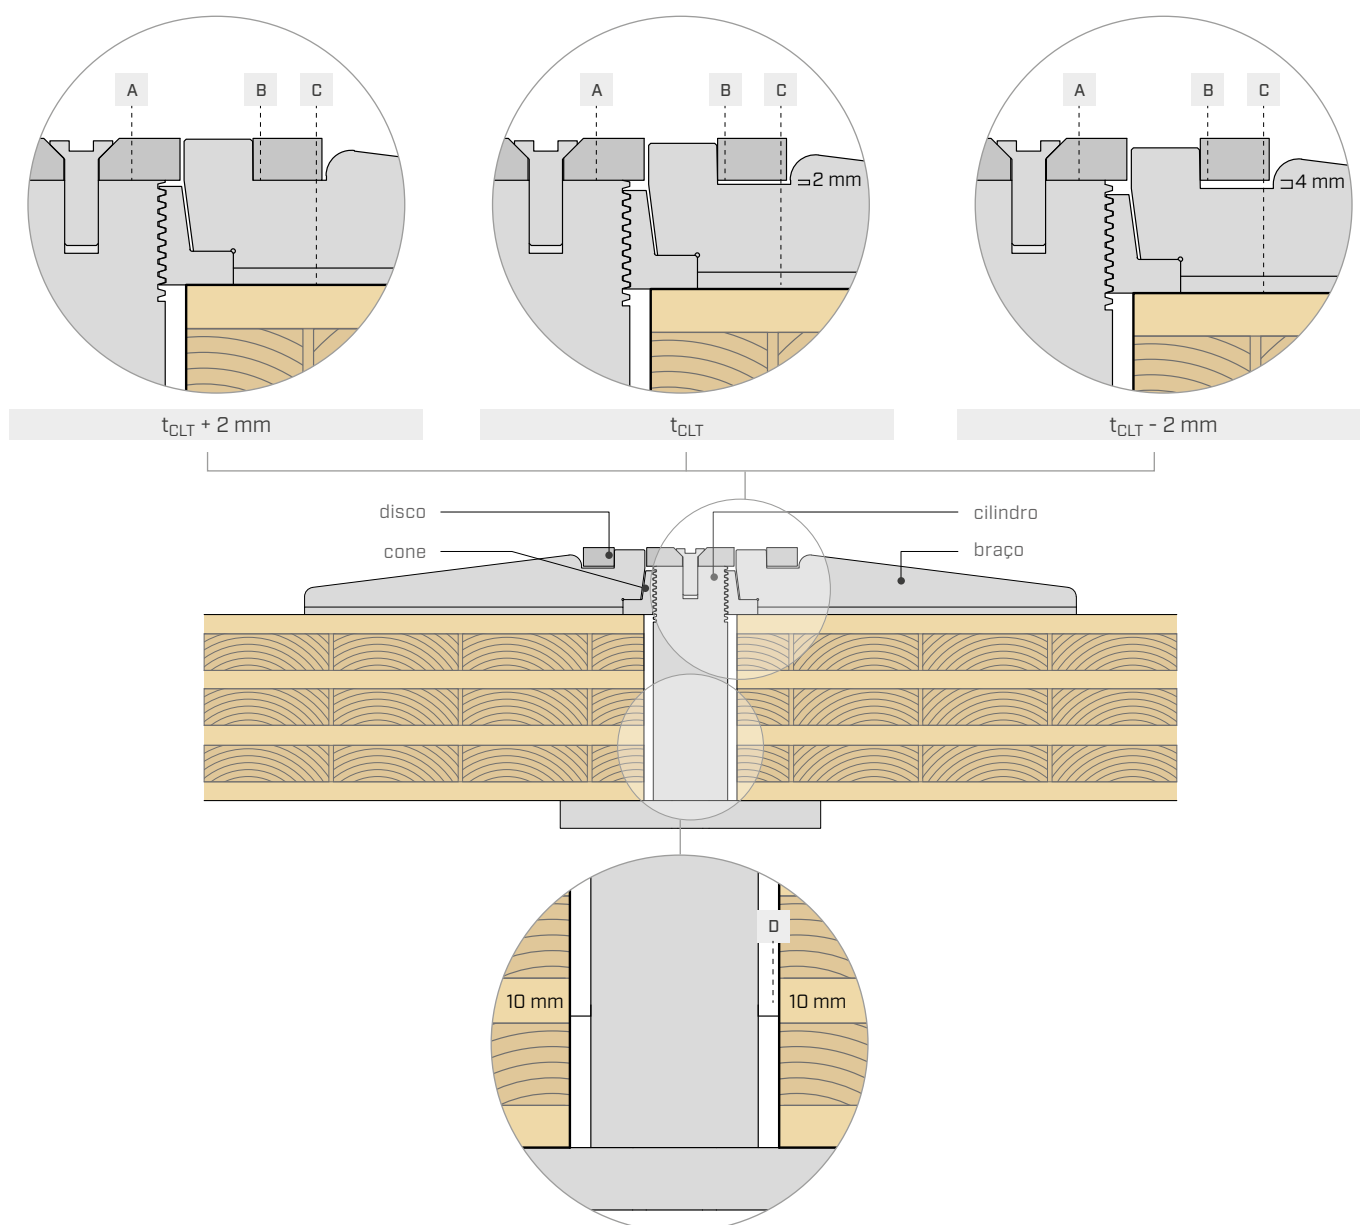 A B C
A B C
A B C
2 mm
4 mm
tCLT + 2 mm
tCLT
tCLT - 2 mm
disco
cilindro
cone
braço
D
10 mm
10 mm